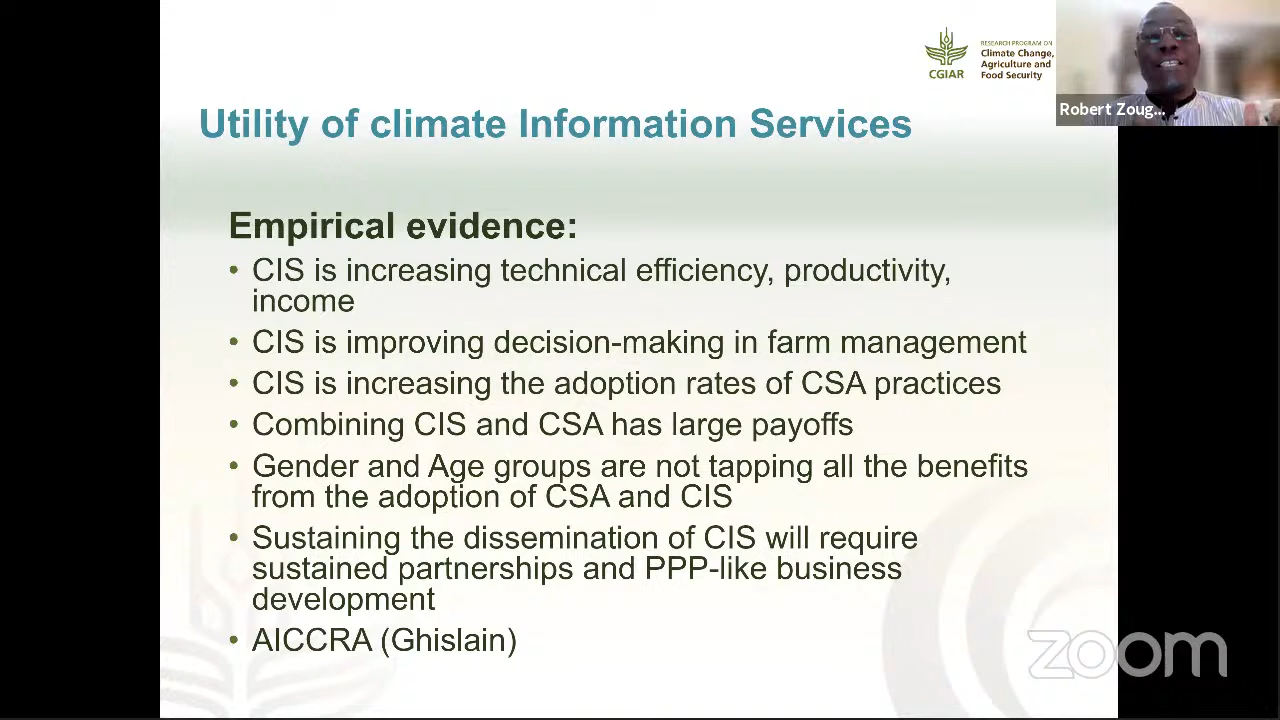 RESEARCH PROGRAM ON
Climate Change,
Agriculture and
Food Security
CGIAR
Robert Zoug...
Utility of climate Information Services
Empirical evidence:
• CIS is increasing technical efficiency, productivity,
income
• CIS is improving decision-making in farm management
• CIS is increasing the adoption rates of CSA practices
• Combining CIS and CSA has large payoffs
• Gender and Age groups are not tapping all the benefits
from the adoption of CSA and CIS
• Sustaining the dissemination of CIS will require
sustained partnerships and PPP-like business
development
• AICCRA (Ghislain)
zoom